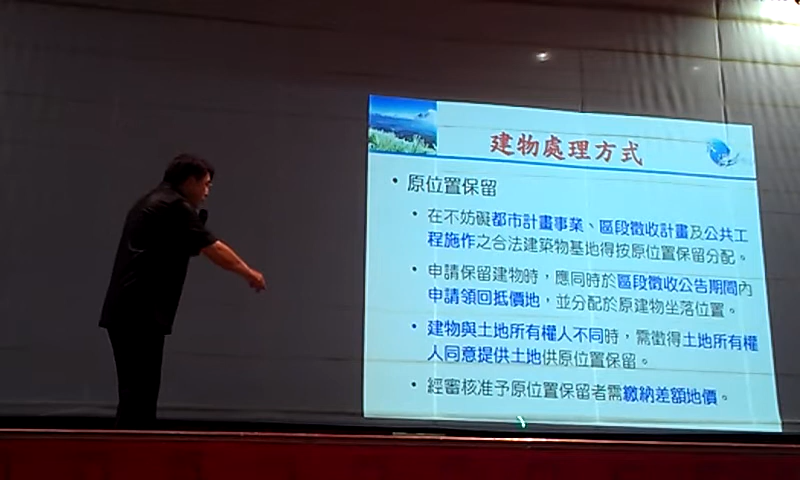 建物處理方式
• 原位置保留
• 在不妨礙都市計畫事業、區段徵收計畫及公共工
程施作之合法建築物基地得按原位置保留分配。
• 申請保留建物時，應同時於區段徵收公告期間內
申請領回抵價地，並分配於原建物坐落位置。
• 建物與土地所有權人不同時，需徵得土地所有權
人同意提供土地供原位置保留。
• 經審核准予原位置保留者需繳納差額地價。